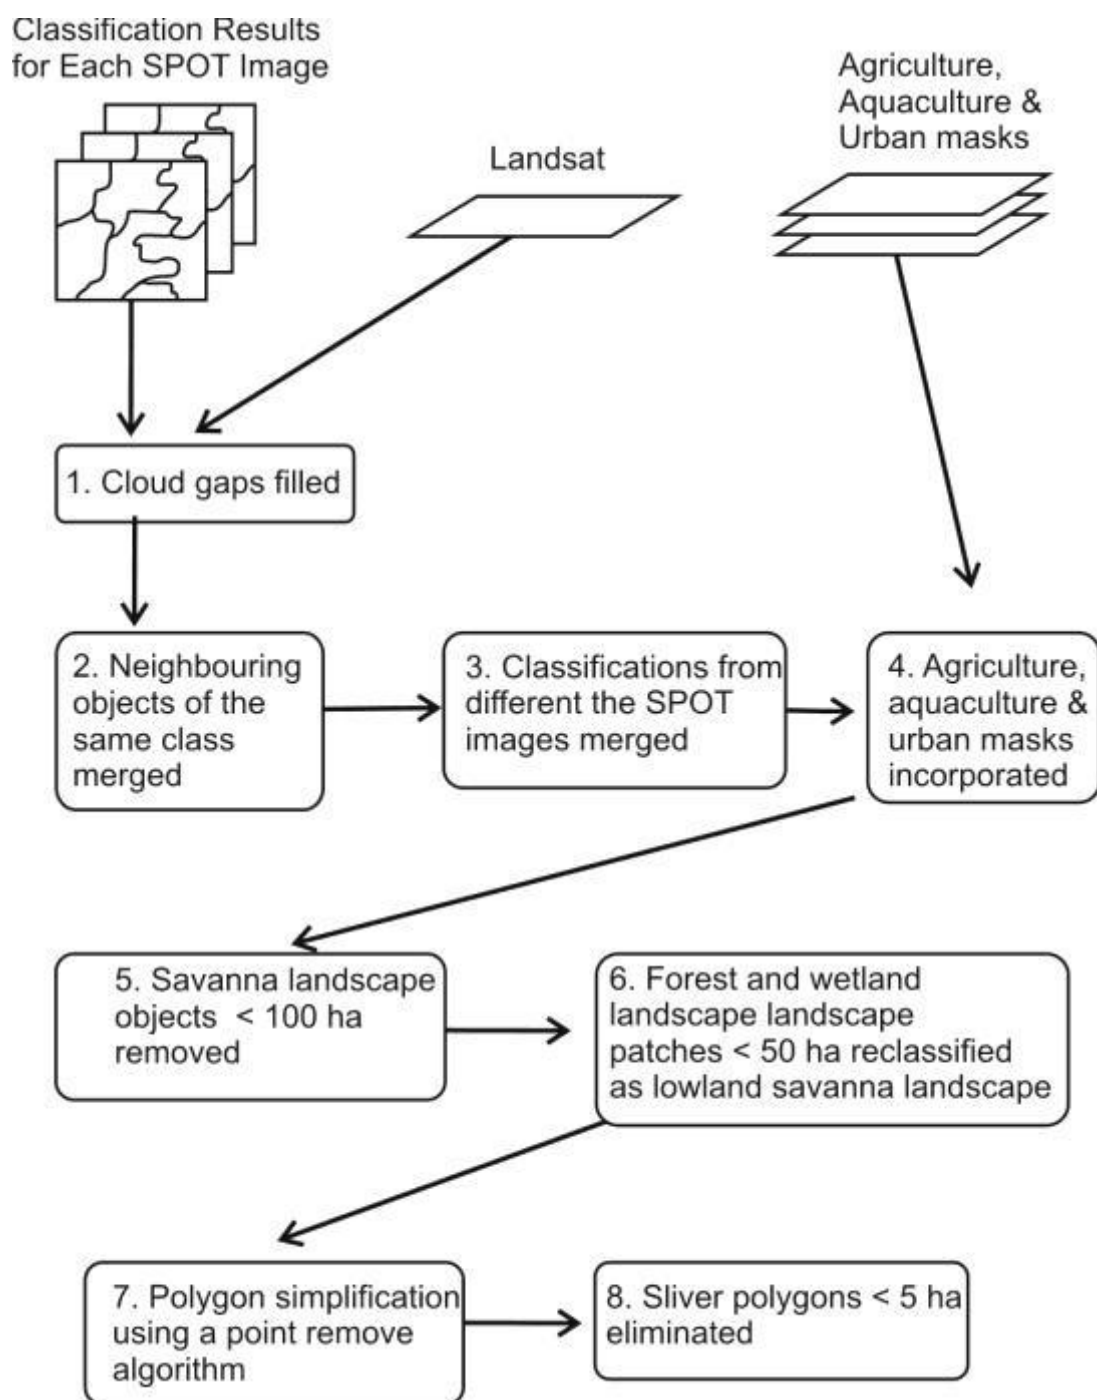 Classification Results
for Each SPOT Image
Landsat
Agriculture,
Aquaculture &
Urban masks
1. Cloud gaps filled
2. Neighbouring
objects of the
same class
merged
3. Classifications from
different the SPOT
images merged
4. Agriculture,
aquaculture &
urban masks
incorporated
5. Savanna landscape
objects < 100 ha
removed
6. Forest and wetland
landscape landscape
patches < 50 ha reclassified
as lowland savanna landscape
7. Polygon simplification
using a point remove
algorithm
8. Sliver polygons < 5 ha
eliminated